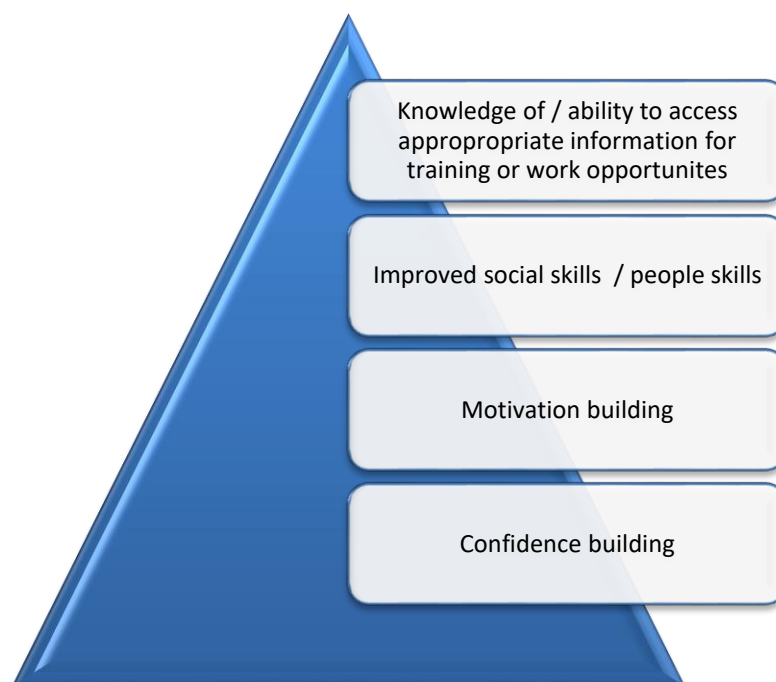 Knowledge of / ability to access
appropropriate information for
training or work opportunites
Improved social skills / people skills
Motivation building
Confidence building